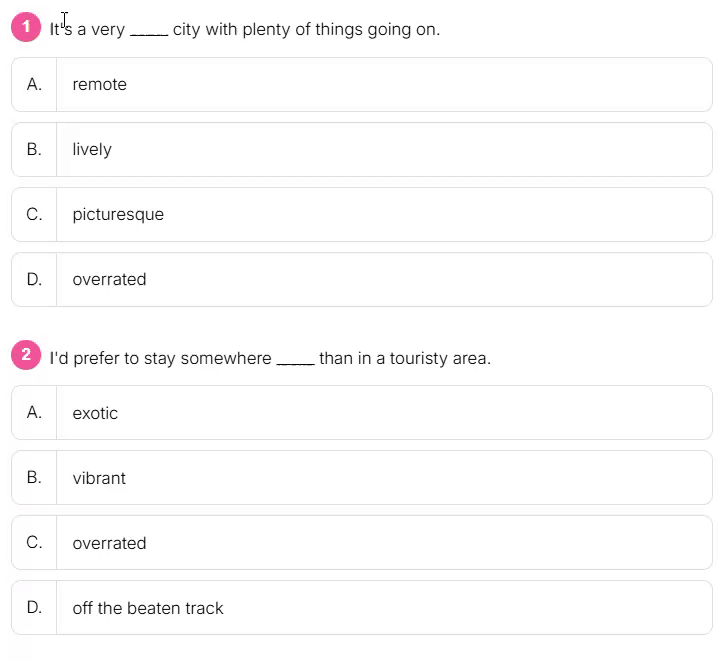 1 It's a very _____ city with plenty of things going on.
A. remote
B. lively
C. picturesque
D. overrated
2 I'd prefer to stay somewhere _____ than in a touristy area.
A. exotic
B. vibrant
C. overrated
D. off the beaten track